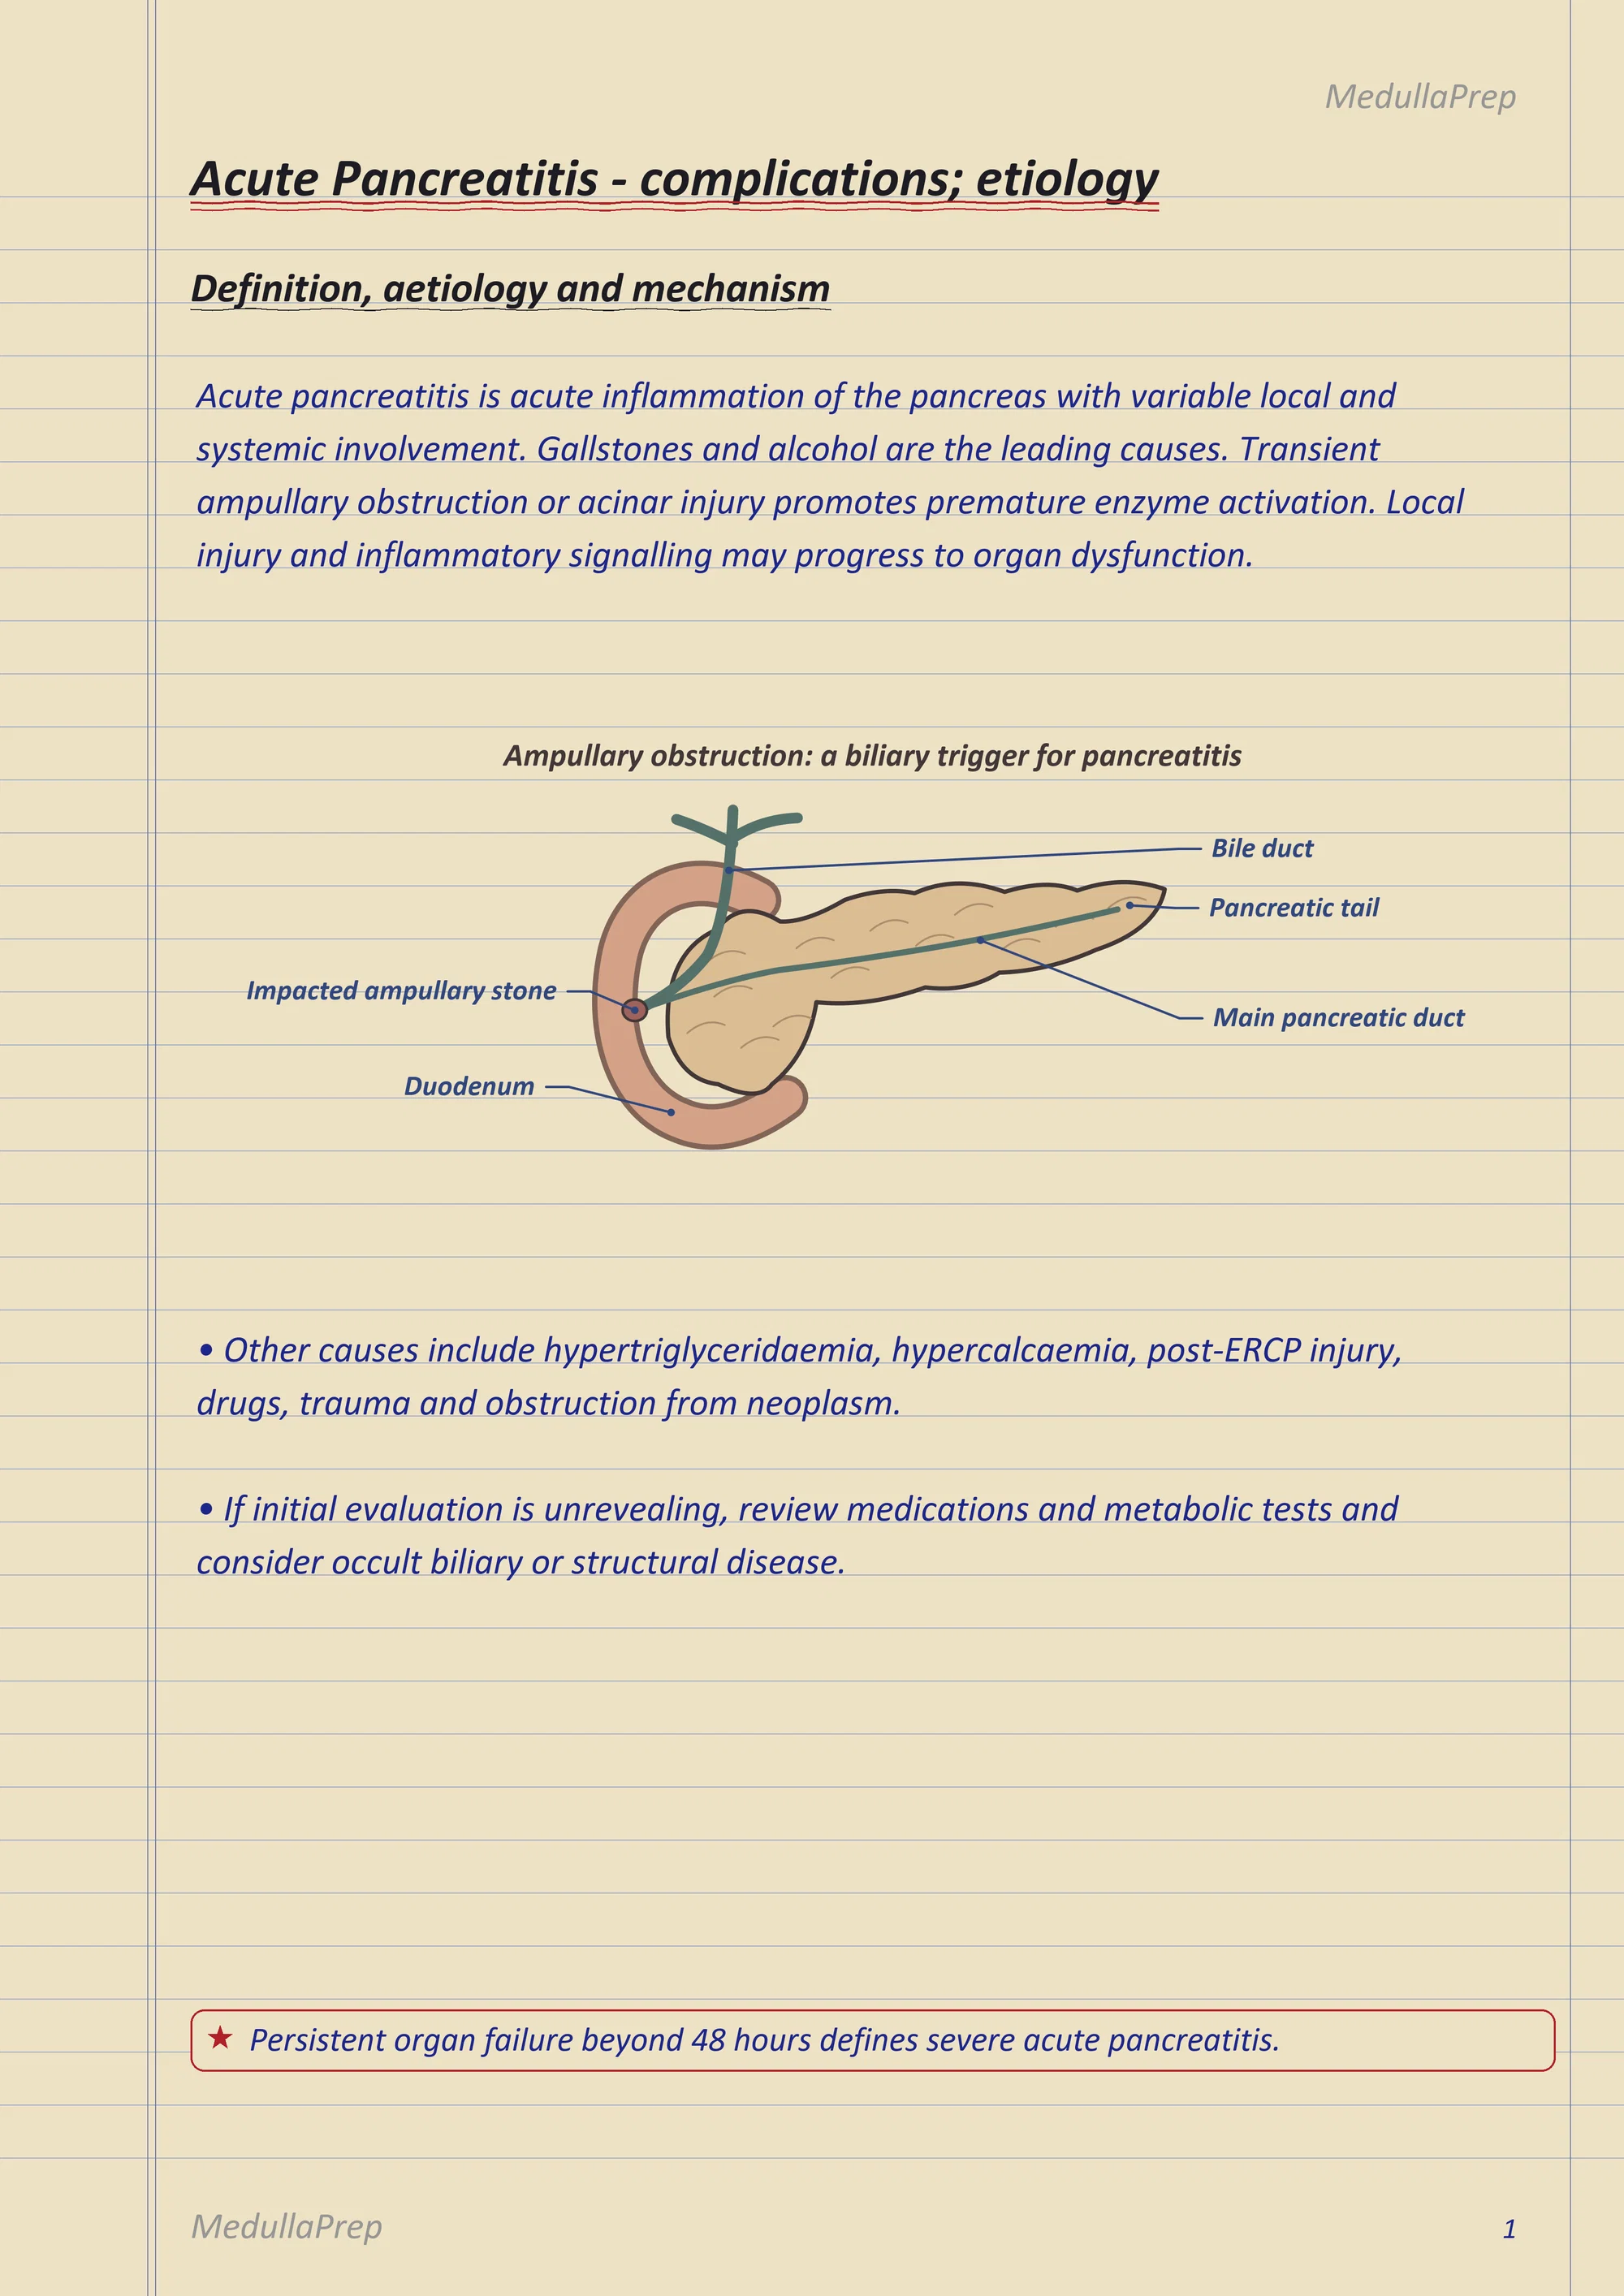 MedullaPrep
Acute Pancreatitis - complications; etiology
Definition, aetiology and mechanism
Acute pancreatitis is acute inflammation of the pancreas with variable local and
systemic involvement. Gallstones and alcohol are the leading causes. Transient
ampullary obstruction or acinar injury promotes premature enzyme activation. Local
injury and inflammatory signalling may progress to organ dysfunction.
Ampullary obstruction: a biliary trigger for pancreatitis
Bile duct
Pancreatic tail
Impacted ampullary stone
Main pancreatic duct
Duodenum
• Other causes include hypertriglyceridaemia, hypercalcaemia, post-ERCP injury,
drugs, trauma and obstruction from neoplasm.
• If initial evaluation is unrevealing, review medications and metabolic tests and
consider occult biliary or structural disease.
★ Persistent organ failure beyond 48 hours defines severe acute pancreatitis.
MedullaPrep
1